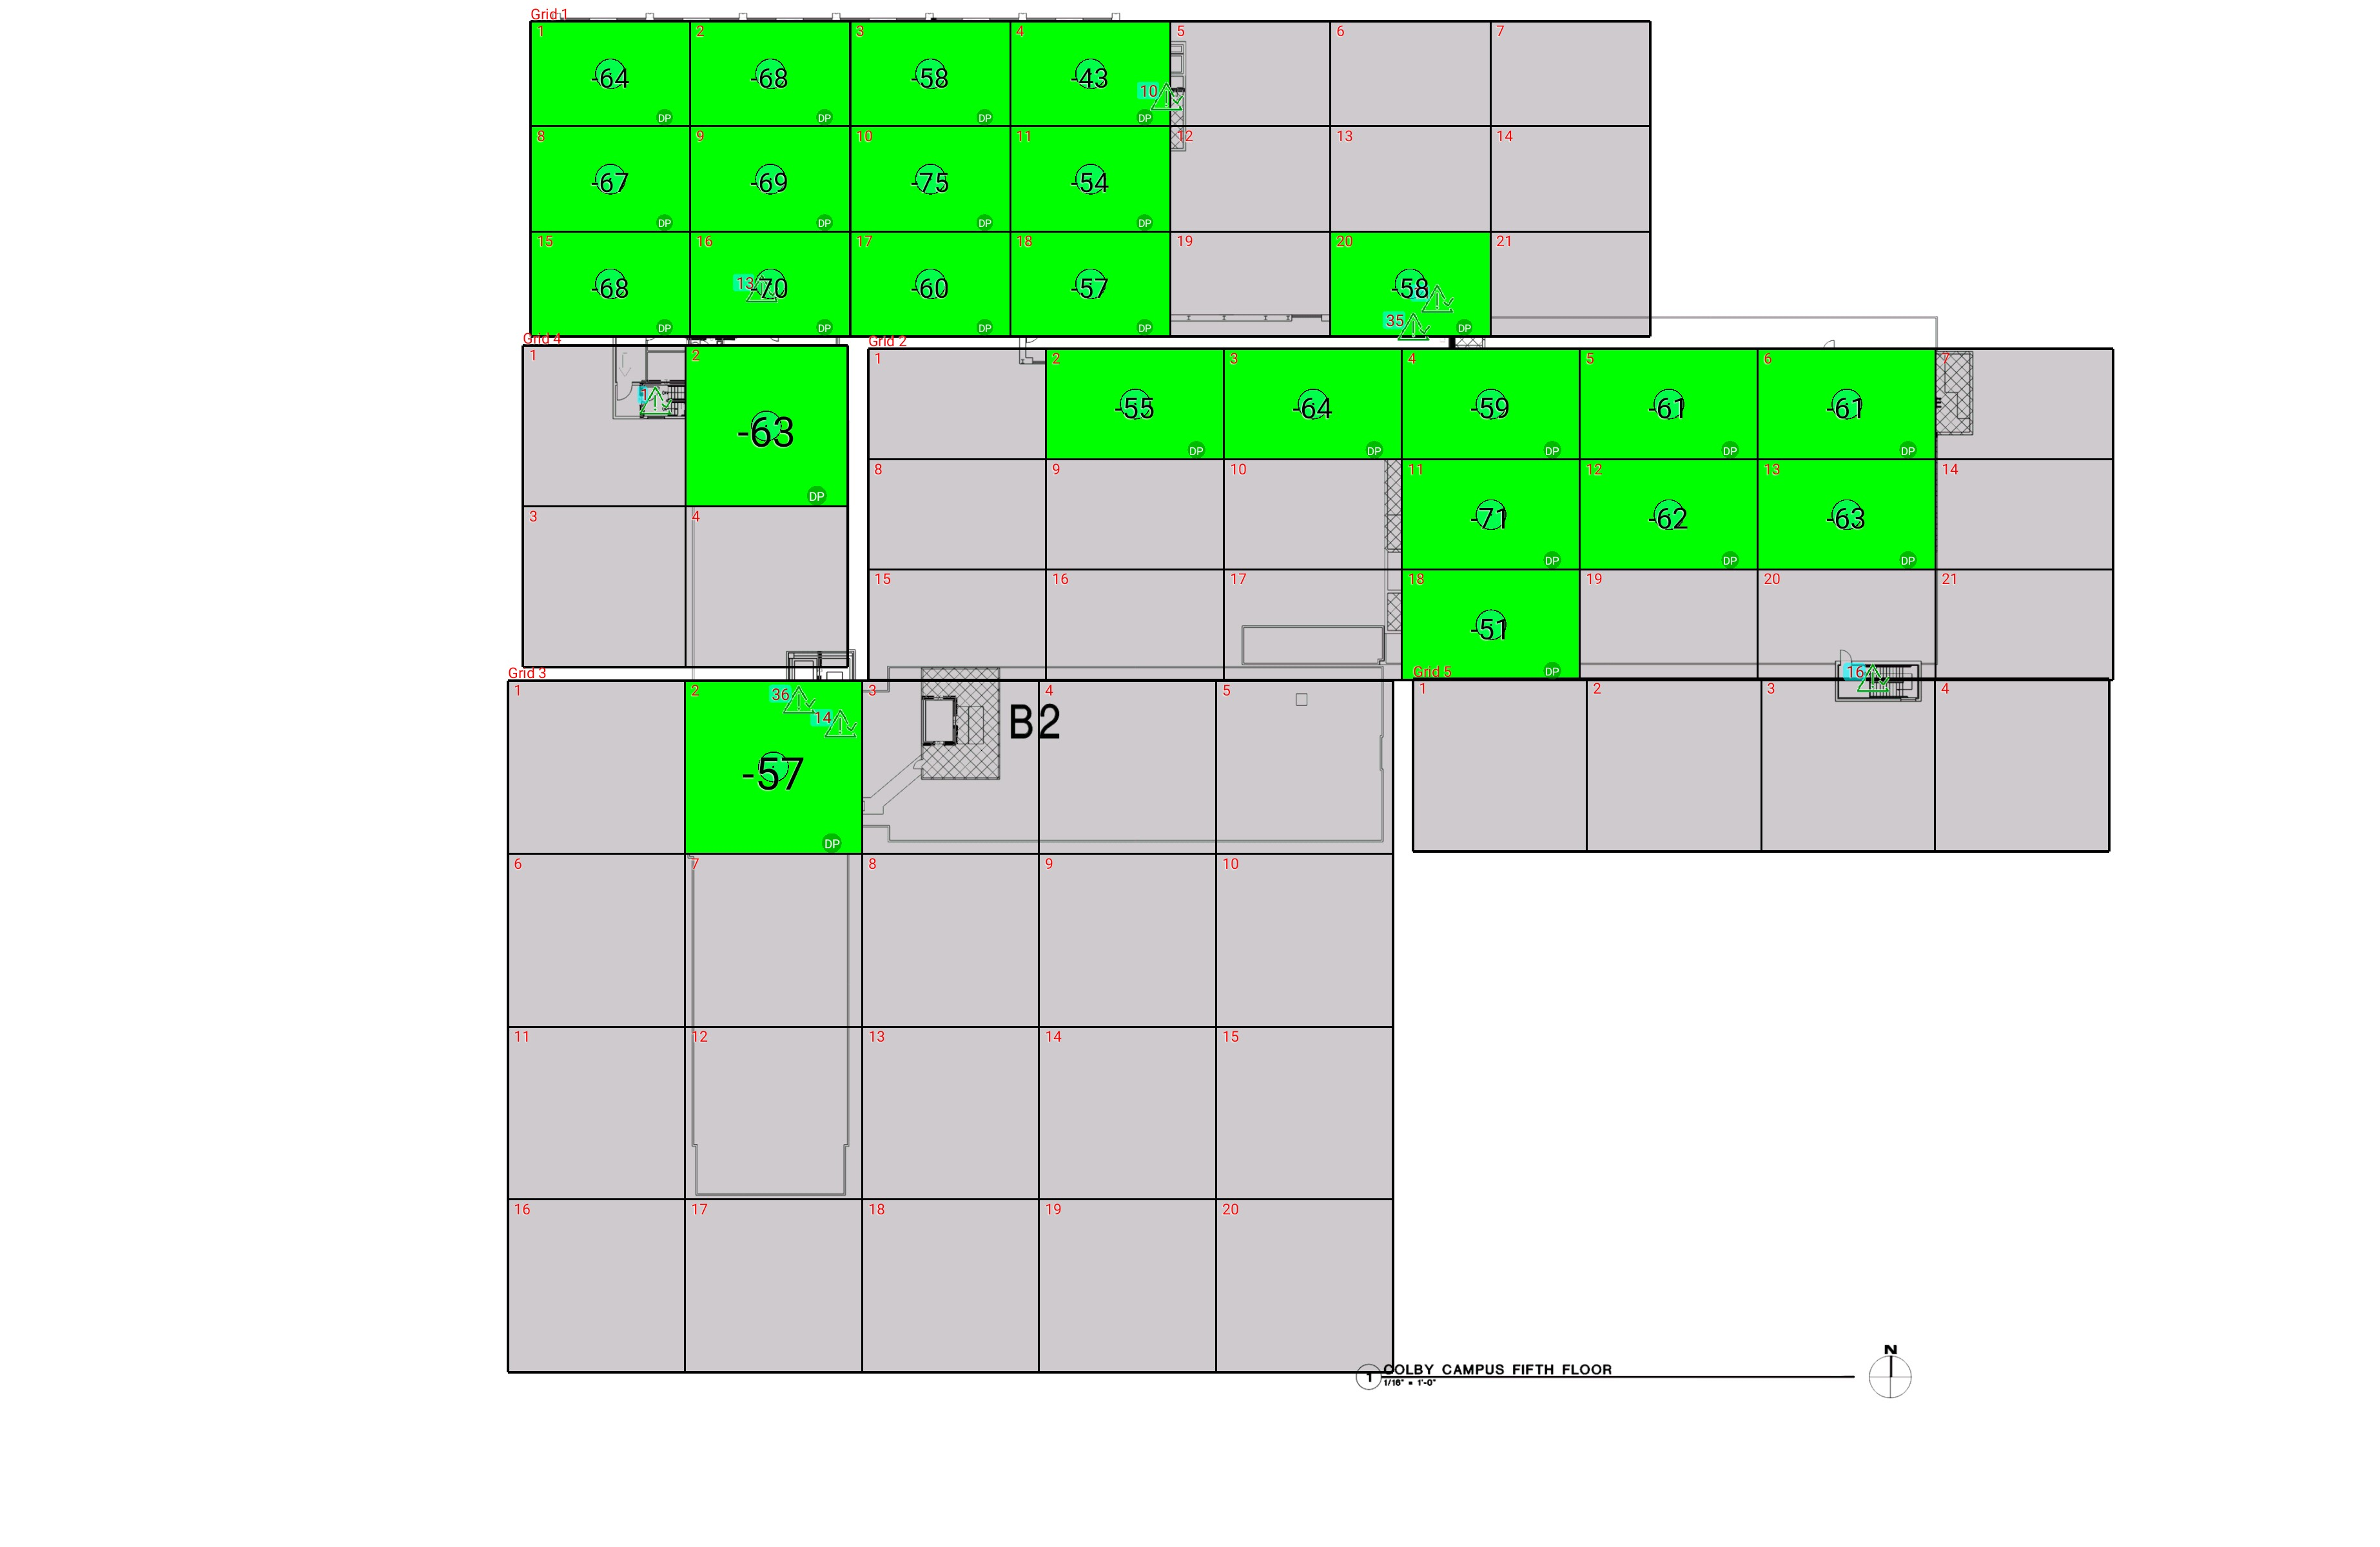 Grid 1
1 2 3 4 5 6 7
-64 -68 -58 -43
10
DP DP DP DP
8 9 10 11 12 13 14
-67 -69 -75 -54
DP DP DP DP
15 16 17 18 19 20 21
-68 13 -70 -60 -57 -58
35
DP DP DP DP DP
Grid 4
1 2
1
-63
DP
3 4
Grid 2
1 2 3 4 5 6 7
-55 -64 -59 -61 -61
DP DP DP DP DP
8 9 10 11 12 13 14
-71 -62 -63
DP DP DP
15 16 17 18 19 20 21
-51
DP
Grid 3
1 2 3 4 5
36
14
B2
-57
DP
6 7 8 9 10
11 12 13 14 15
16 17 18 19 20
Grid 5
16
1 2 3 4
1 COLBY CAMPUS FIFTH FLOOR
1/16" = 1'-0"
N